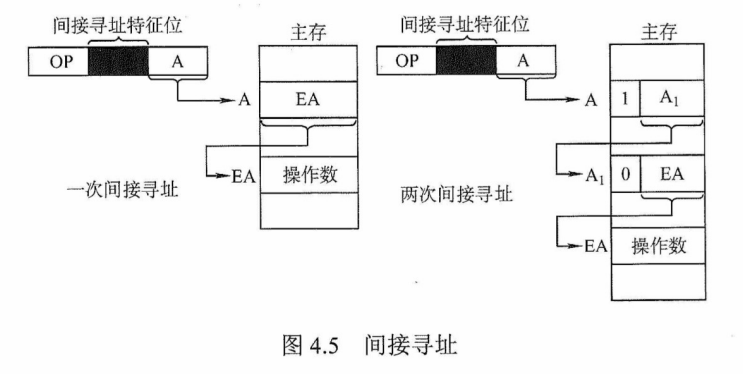 间接寻址特征位
OP A
主存
A EA
EA 操作数
一次间接寻址
间接寻址特征位
OP A
主存
A 1 A₁
A₁ 0 EA
EA 操作数
两次间接寻址
图 4.5 间接寻址